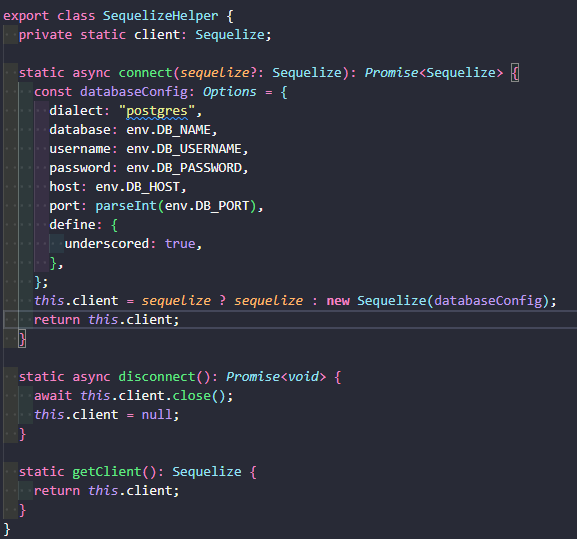 export class SequelizeHelper {
private static client: Sequelize;
static async connect(sequelize?: Sequelize): Promise<Sequelize> {
const databaseConfig: Options = {
dialect: "postgres",
database: env.DB_NAME,
username: env.DB_USERNAME,
password: env.DB_PASSWORD,
host: env.DB_HOST,
port: parseInt(env.DB_PORT),
define: {
underscored: true,
},
};
this.client = sequelize ? sequelize : new Sequelize(databaseConfig);
return this.client;
}
static async disconnect(): Promise<void> {
await this.client.close();
this.client = null;
}
static getClient(): Sequelize {
return this.client;
}
}